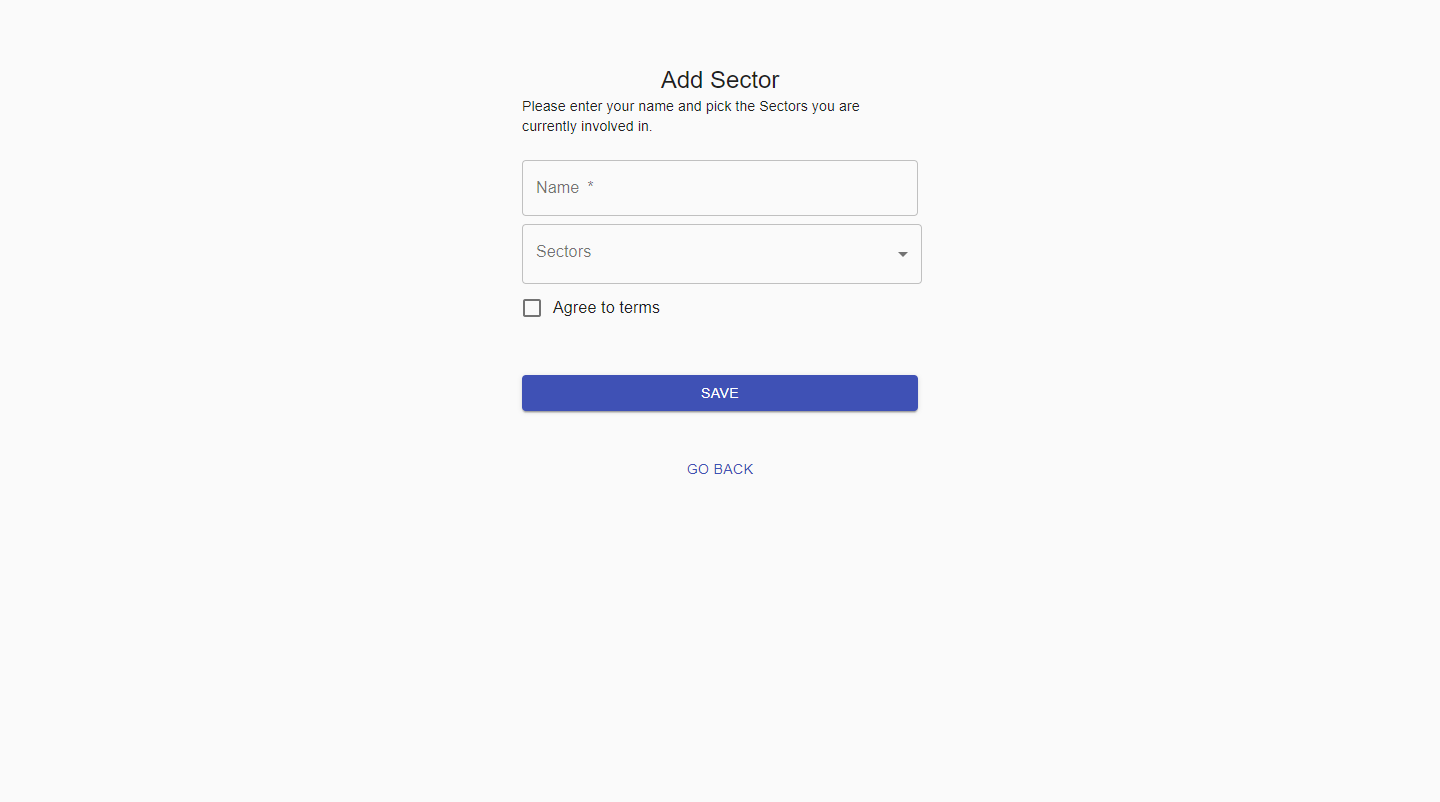 Add Sector
Please enter your name and pick the Sectors you are
currently involved in.
Name *
Sectors
Agree to terms
SAVE
GO BACK